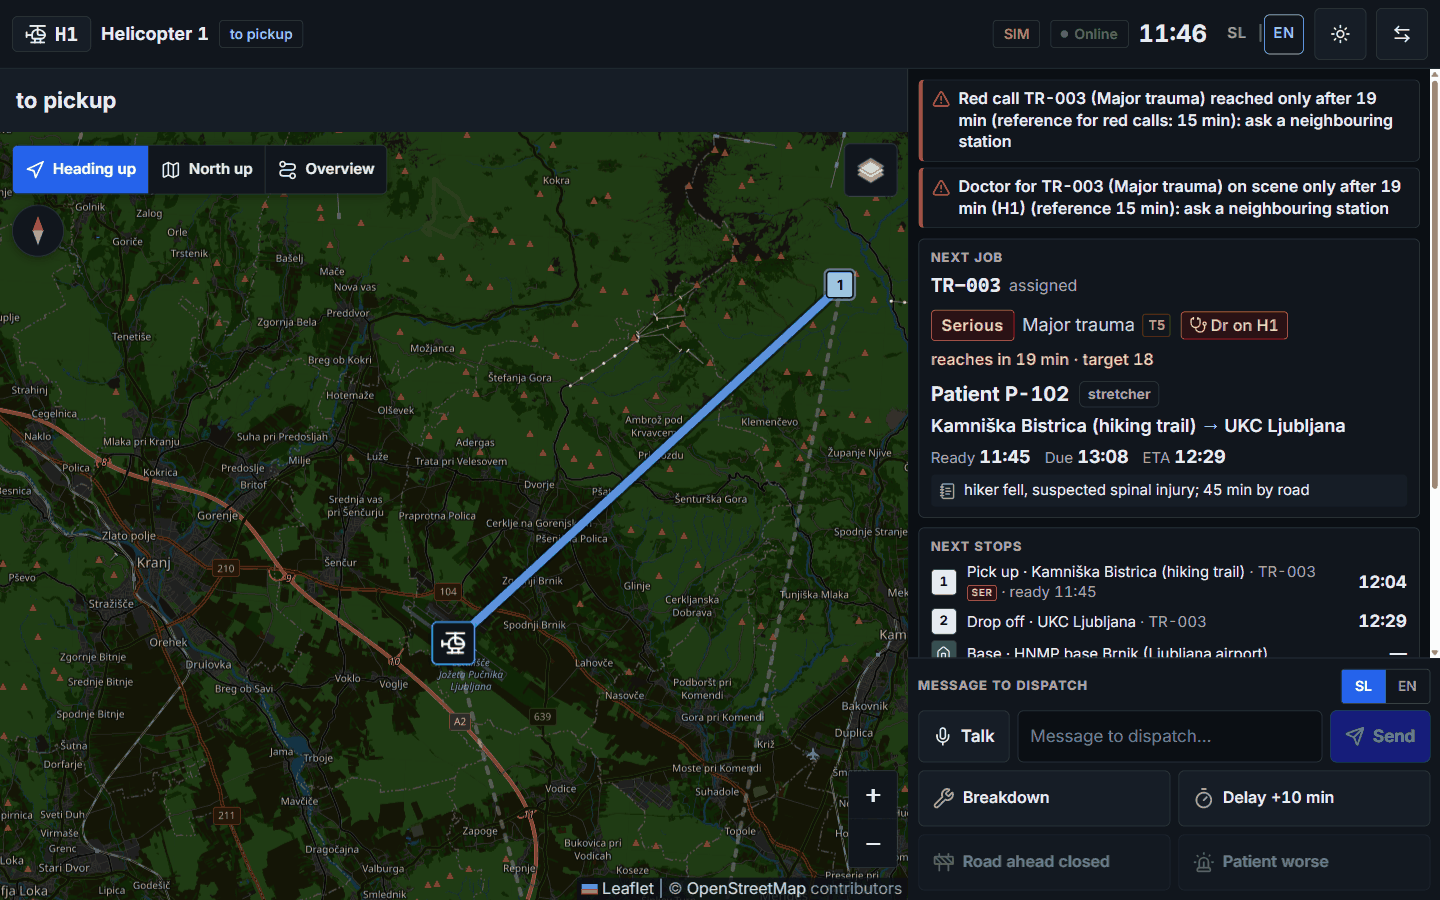 H1 Helicopter 1 to pickup
SIM Online 11:46 SL EN
to pickup
Heading up North up Overview
Kokra
Golnik
Zalog
Goriče
Orle
Trstenik
Bašelj
Mače
Nova vas
Preddvor
Zgornja Bela
Tenetiše
Možjanca
Breg ob Kokri
Štefanja Gora
Strahinj
Hotemaže
Cegelnica
Olševek
Ambrož pod
Krvavcem
Klemenčevo
Naklo
Mlaka pri Kranju
Suha pri Predosljah
Adergas
Županje Njive
Polica
Kokrica
Predoslje
Milje
Luže
Trata pri Velesovem
Britof
Dvorje
Srednja vas
pri Šenčurju
Šenturška Gora
Gorenje
Praprotna Polica
Cerklje na Gorenjskem
Pšenična Polica
Spodnje Stranje
Zlato polje
Kranj
210
Šenčur
Pševo
104
Zgornji Brnik
Glinje
Cerkljanska
Dobrava
Tunjiška Mlaka
Stražišče
Spodnji Brnik
Orehek
Drulovka
Zgornje Bitnje
Lahovče
Jožeta Pučnika
Ljubljana
Srednje Bitnje
Voklo
Voglje
Podboršt pri
Komendi
Breg ob Savi
Nasovče
Spodnji Bitnje
A2
639
Gora pri Komendi
Bakovnik
Duplica
Sutna
Dorfarje
Jama
Trboje
Križ
Moste pri Komendi
Suhadole
Vodice
Mavčiče
211
Sveti Duh
Virmaše
Grenc
Stari Dvor
Zapoge
Topole
Dragočajna
Bukovica pri
Vodicah
Valburga
Repnje
Koseze
Lipica
Godešič
Smlednik
fja Loka
1
+
−
Leaflet | © OpenStreetMap contributors
Red call TR-003 (Major trauma) reached only after 19
min (reference for red calls: 15 min): ask a neighbouring
station
Doctor for TR-003 (Major trauma) on scene only after 19
min (H1) (reference 15 min): ask a neighbouring station
NEXT JOB
TR-003 assigned
Serious Major trauma T5 Dr on H1
reaches in 19 min · target 18
Patient P-102 stretcher
Kamniška Bistrica (hiking trail) → UKC Ljubljana
Ready 11:45 Due 13:08 ETA 12:29
hiker fell, suspected spinal injury; 45 min by road
NEXT STOPS
1 Pick up · Kamniška Bistrica (hiking trail) · TR-003 12:04
SER · ready 11:45
2 Drop off · UKC Ljubljana · TR-003 12:29
Base · HNMP base Brnik (Ljubljana airport) —
MESSAGE TO DISPATCH SL EN
Talk Message to dispatch... Send
Breakdown Delay +10 min
Road ahead closed Patient worse